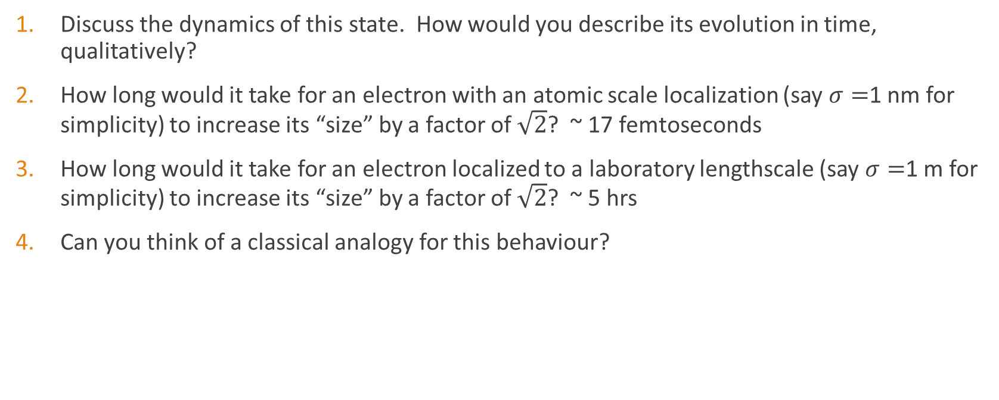 1. Discuss the dynamics of this state. How would you describe its evolution in time,
qualitatively?
2. How long would it take for an electron with an atomic scale localization (say σ =1 nm for
simplicity) to increase its “size” by a factor of √2? ~ 17 femtoseconds
3. How long would it take for an electron localized to a laboratory lengthscale (say σ =1 m for
simplicity) to increase its “size” by a factor of √2? ~ 5 hrs
4. Can you think of a classical analogy for this behaviour?